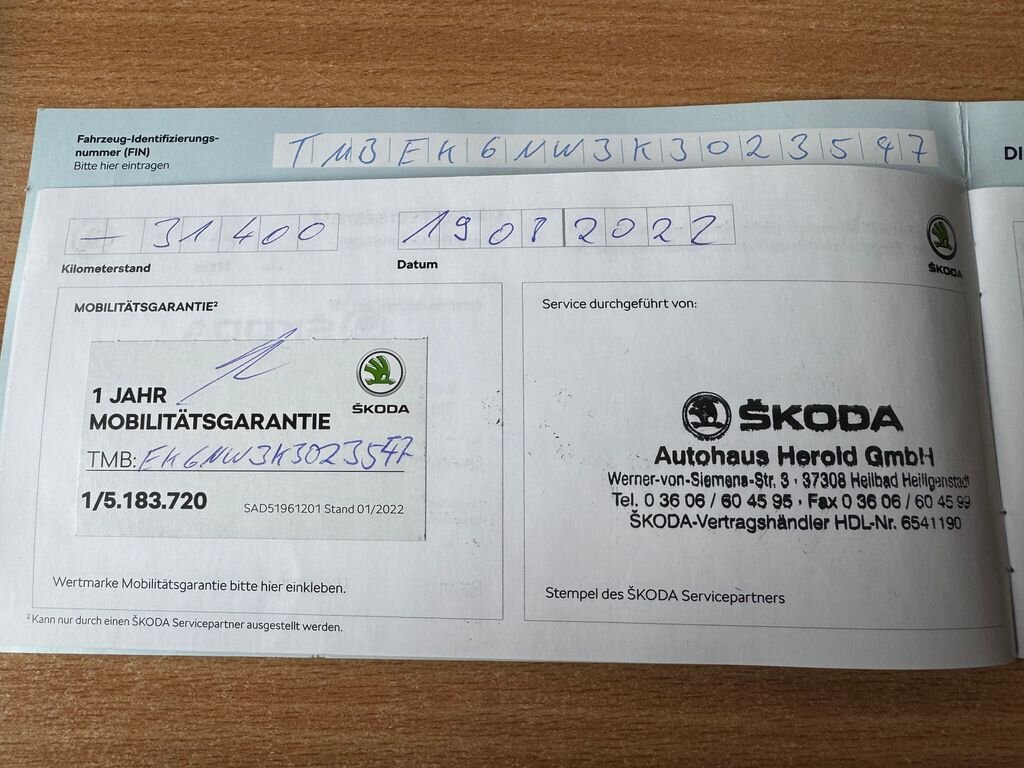 Fahrzeug-Identifizierungs-
nummer (FIN)
Bitte hier eintragen
TMBEH6NW3K3023547
DI
– 31400
19082022
Kilometerstand
Datum
ŠKODA
MOBILITÄTSGARANTIE²
1 JAHR
MOBILITÄTSGARANTIE
ŠKODA
TMB: EH6NW3K3023547
1/5.183.720
SAD51961201 Stand 01/2022
Wertmarke Mobilitätsgarantie bitte hier einkleben.
² Kann nur durch einen ŠKODA Servicepartner ausgestellt werden.
Service durchgeführt von:
ŠKODA
Autohaus Herold GmbH
Werner-von-Siemens-Str. 3 · 37308 Heilbad Heiligenstadt
Tel. 0 36 06 / 60 45 95 · Fax 0 36 06 / 60 45 99
ŠKODA-Vertragshändler HDL-Nr. 6541190
Stempel des ŠKODA Servicepartners